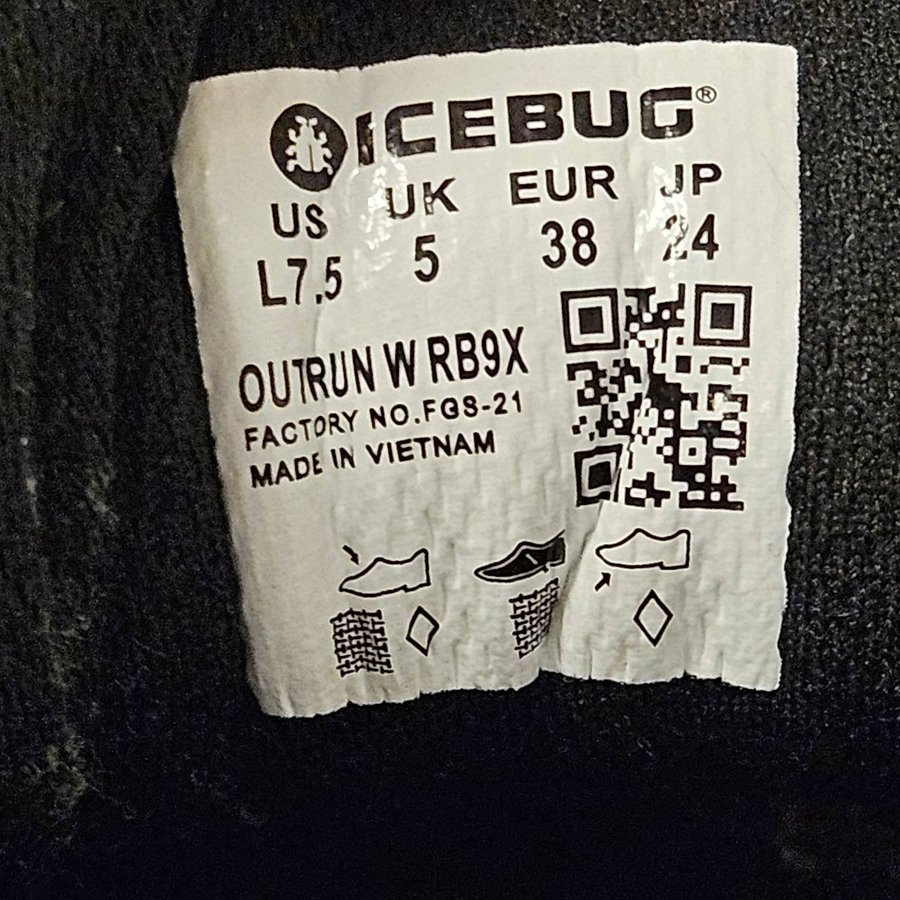 ICEBUG®
US UK EUR JP
L7.5 5 38 24
OUTRUN W RB9X
FACTORY NO.FGS-21
MADE IN VIETNAM